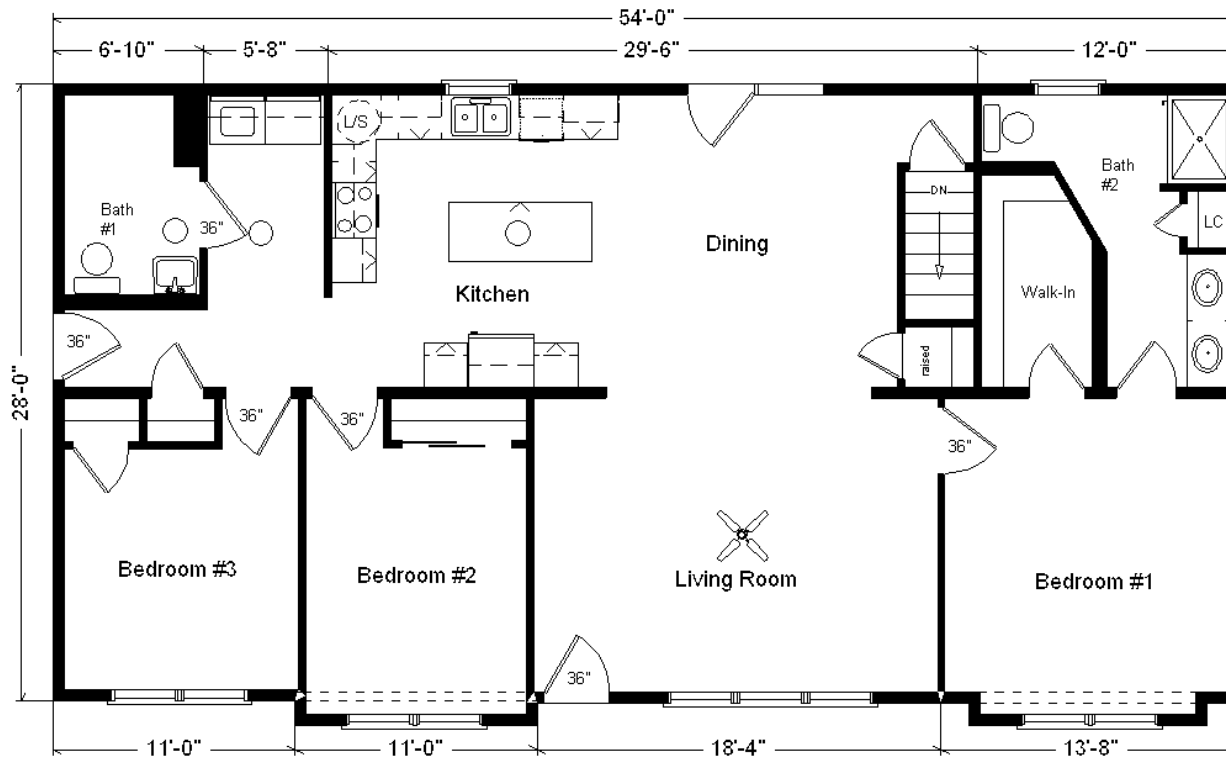 54'-0"
6'-10"
5'-8"
29'-6"
12'-0"
28'-0"
L/S
Bath
#1
36"
DN
Bath
#2
LC
Dining
Kitchen
Walk-In
36"
raised
36"
36"
36"
Bedroom #3
Bedroom #2
Living Room
Bedroom #1
36"
11'-0"
11'-0"
18'-4"
13'-8"